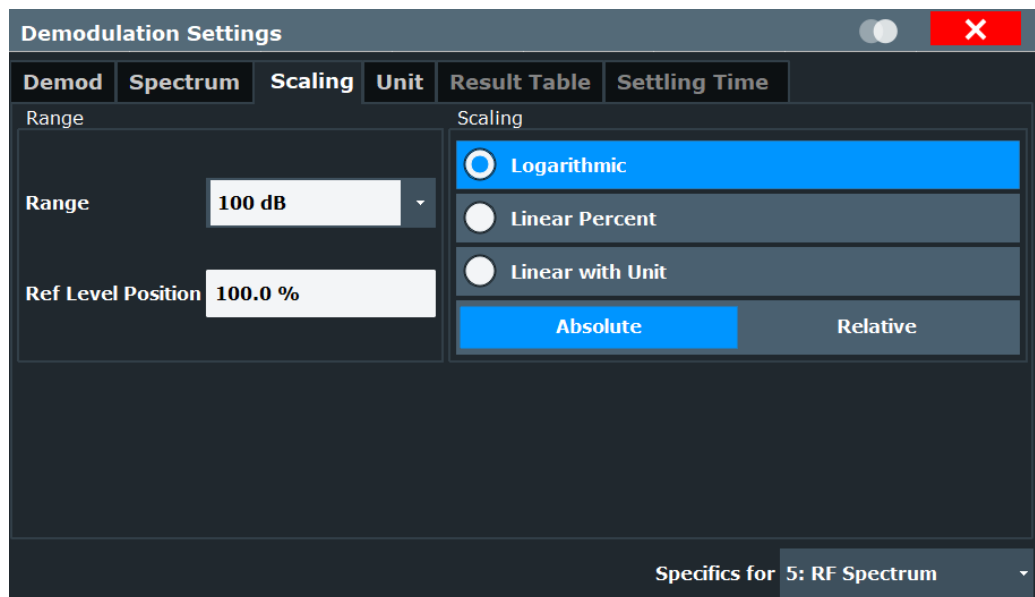 Demodulation Settings
Demod Spectrum Scaling Unit Result Table Settling Time
Range
Range 100 dB
Ref Level Position 100.0 %
Scaling
Logarithmic
Linear Percent
Linear with Unit
Absolute Relative
Specifics for 5: RF Spectrum